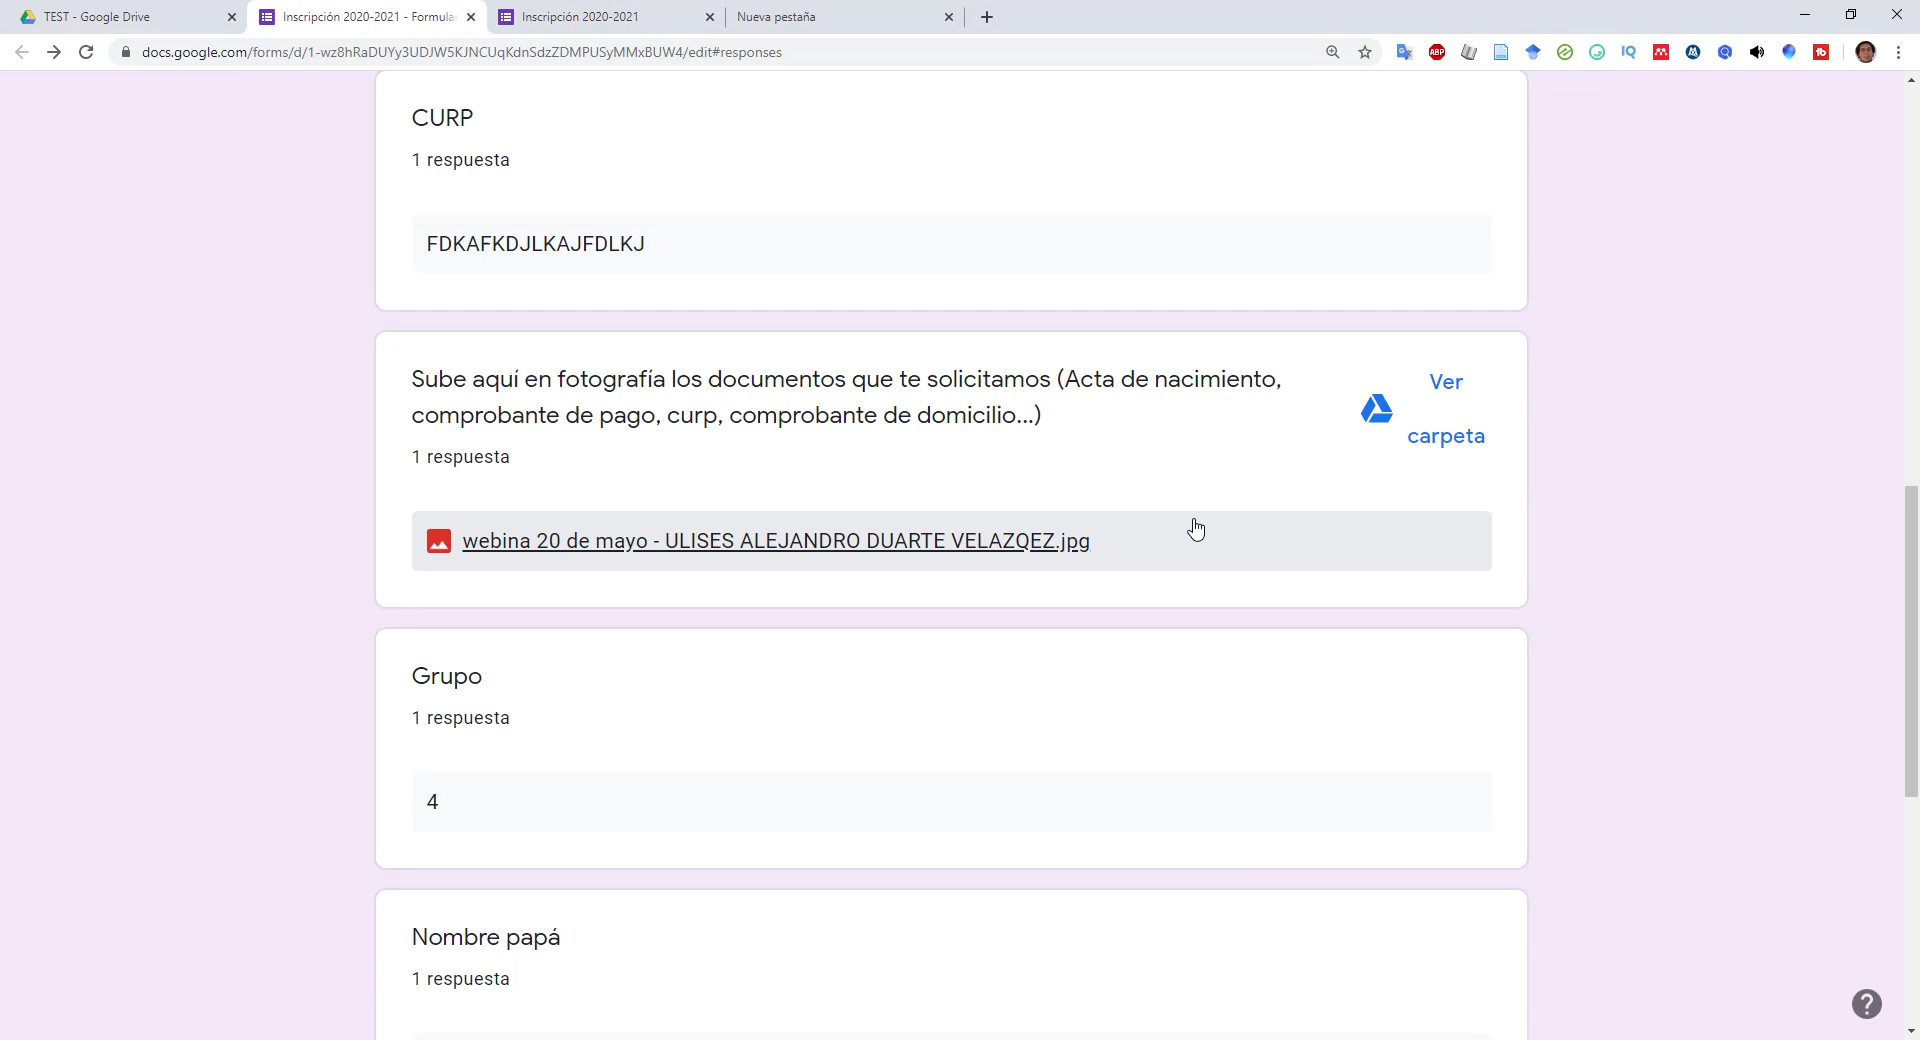 TEST - Google Drive
Inscripción 2020-2021 - Formula
Inscripción 2020-2021
Nueva pestaña
docs.google.com/forms/d/1-wz8hRaDUYy3UDJW5KJNCUqKdnSdzZDMPUSyMMxBUW4/edit#responses
ABP
IQ
CURP
1 respuesta
FDKAFKDJLKAJFDLKJ
Sube aquí en fotografía los documentos que te solicitamos (Acta de nacimiento,
comprobante de pago, curp, comprobante de domicilio...)
Ver
carpeta
1 respuesta
webina 20 de mayo - ULISES ALEJANDRO DUARTE VELAZQEZ.jpg
Grupo
1 respuesta
4
Nombre papá
1 respuesta